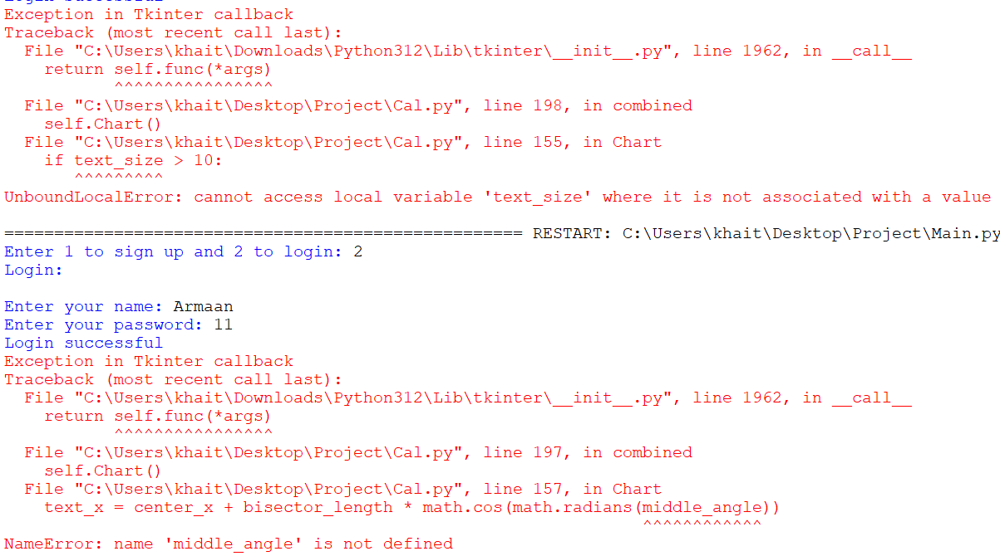 Login successful
Exception in Tkinter callback
Traceback (most recent call last):
  File "C:\Users\khait\Downloads\Python312\Lib\tkinter\__init__.py", line 1962, in __call__
    return self.func(*args)
           ^^^^^^^^^^^^^^^^
  File "C:\Users\khait\Desktop\Project\Cal.py", line 198, in combined
    self.Chart()
  File "C:\Users\khait\Desktop\Project\Cal.py", line 155, in Chart
    if text_size > 10:
       ^^^^^^^^^
UnboundLocalError: cannot access local variable 'text_size' where it is not associated with a value
==================================================== RESTART: C:\Users\khait\Desktop\Project\Main.py
Enter 1 to sign up and 2 to login: 2
Login:
Enter your name: Armaan
Enter your password: 11
Login successful
Exception in Tkinter callback
Traceback (most recent call last):
  File "C:\Users\khait\Downloads\Python312\Lib\tkinter\__init__.py", line 1962, in __call__
    return self.func(*args)
           ^^^^^^^^^^^^^^^^
  File "C:\Users\khait\Desktop\Project\Cal.py", line 197, in combined
    self.Chart()
  File "C:\Users\khait\Desktop\Project\Cal.py", line 157, in Chart
    text_x = center_x + bisector_length * math.cos(math.radians(middle_angle))
                                                                ^^^^^^^^^^^^
NameError: name 'middle_angle' is not defined